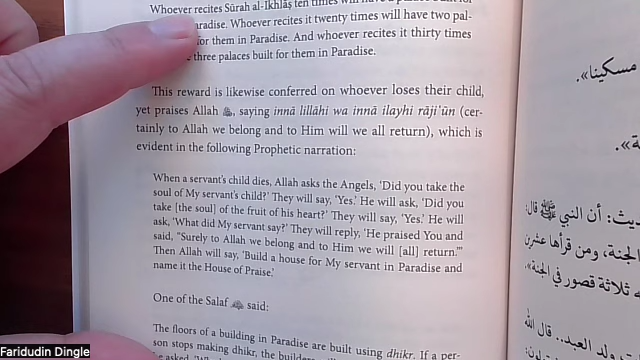 Whoever recites Sūrah al-Ikhlāṣ ten times will have a palace built for
Paradise. Whoever recites it twenty times will have two pal-
for them in Paradise. And whoever recites it thirty times
three palaces built for them in Paradise.
This reward is likewise conferred on whoever loses their child,
yet praises Allah ﷻ, saying innā lillāhi wa innā ilayhi rāji'ūn (cer-
tainly to Allah we belong and to Him will we all return), which is
evident in the following Prophetic narration:
When a servant's child dies, Allah asks the Angels, 'Did you take the
soul of My servant's child?' They will say, 'Yes.' He will ask, 'Did you
take [the soul] of the fruit of his heart?' They will say, 'Yes.' He will
ask, 'What did My servant say?' They will reply, 'He praised You and
said, "Surely to Allah we belong and to Him we will [all] return."'
Then Allah will say, 'Build a house for My servant in Paradise and
name it the House of Praise.'
One of the Salaf said:
The floors of a building in Paradise are built using dhikr. If a per-
son stops making dhikr, the
مسكينا».
أن النبي ﷺ قال:
الجنة، ومن قرأها عشرين
ثلاثة قصور في الجنة».
ولد العبد.. قال الله
Faridudin Dingle